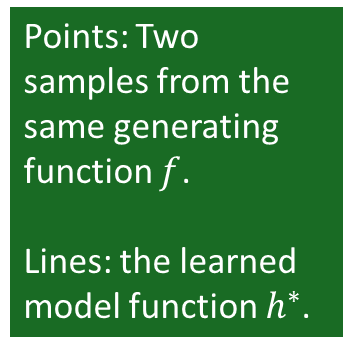 Points: Two
samples from the
same generating
function f.
Lines: the learned
model function h*.